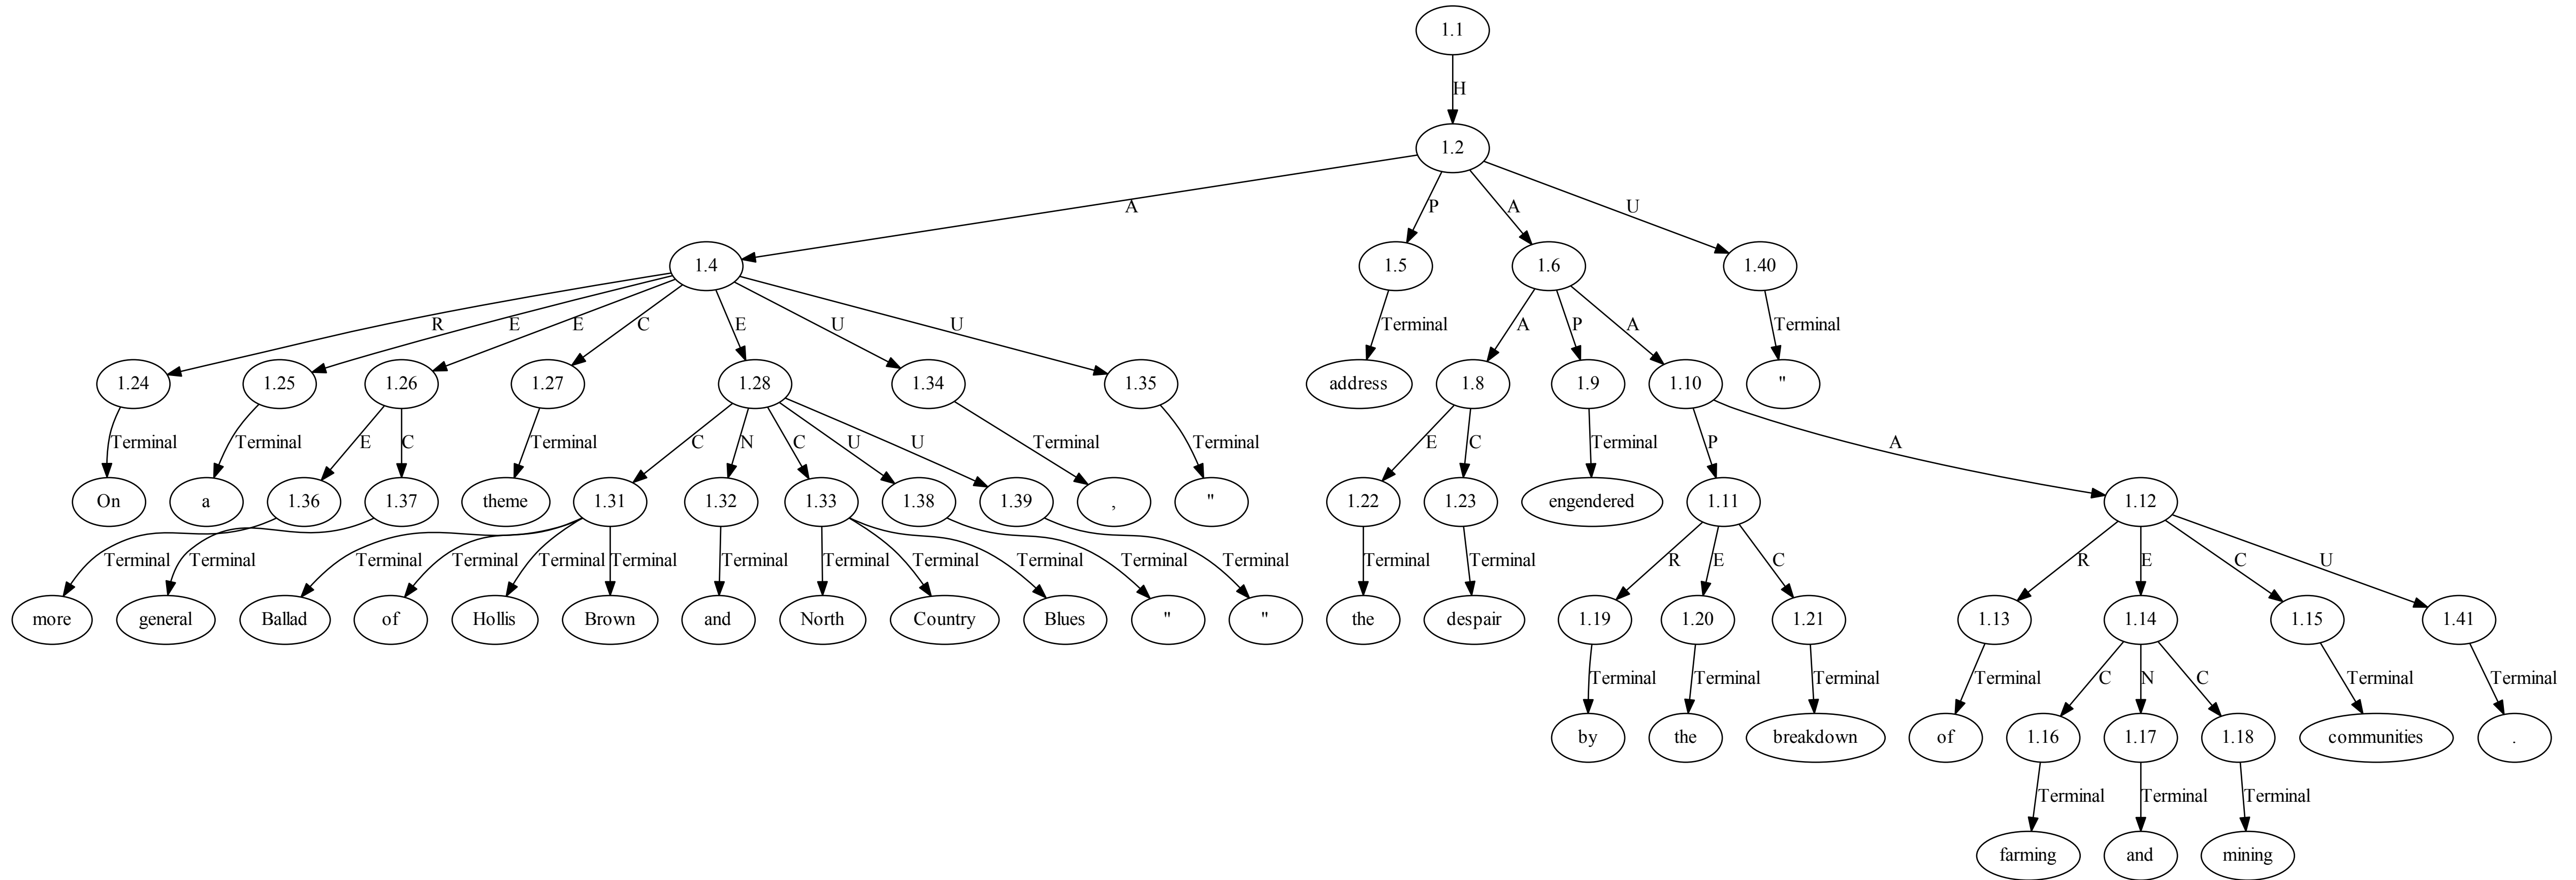 1.1
H
1.2
A P A U
1.4 1.5 1.6 1.40
R E E C E U U Terminal A P A Terminal
1.24 1.25 1.26 1.27 1.28 1.34 1.35 address 1.8 1.9 1.10 "
Terminal Terminal E C Terminal C N C U U Terminal Terminal E C Terminal P A
On a 1.36 1.37 theme 1.31 1.32 1.33 1.38 1.39 , " 1.22 1.23 engendered 1.11 1.12
Terminal Terminal Terminal Terminal Terminal Terminal Terminal Terminal Terminal Terminal Terminal Terminal Terminal Terminal R E C R E C U
more general Ballad of Hollis Brown and North Country Blues " " the despair 1.19 1.20 1.21 1.13 1.14 1.15 1.41
Terminal Terminal Terminal Terminal C N C Terminal Terminal
by the breakdown of 1.16 1.17 1.18 communities .
Terminal Terminal Terminal
farming and mining